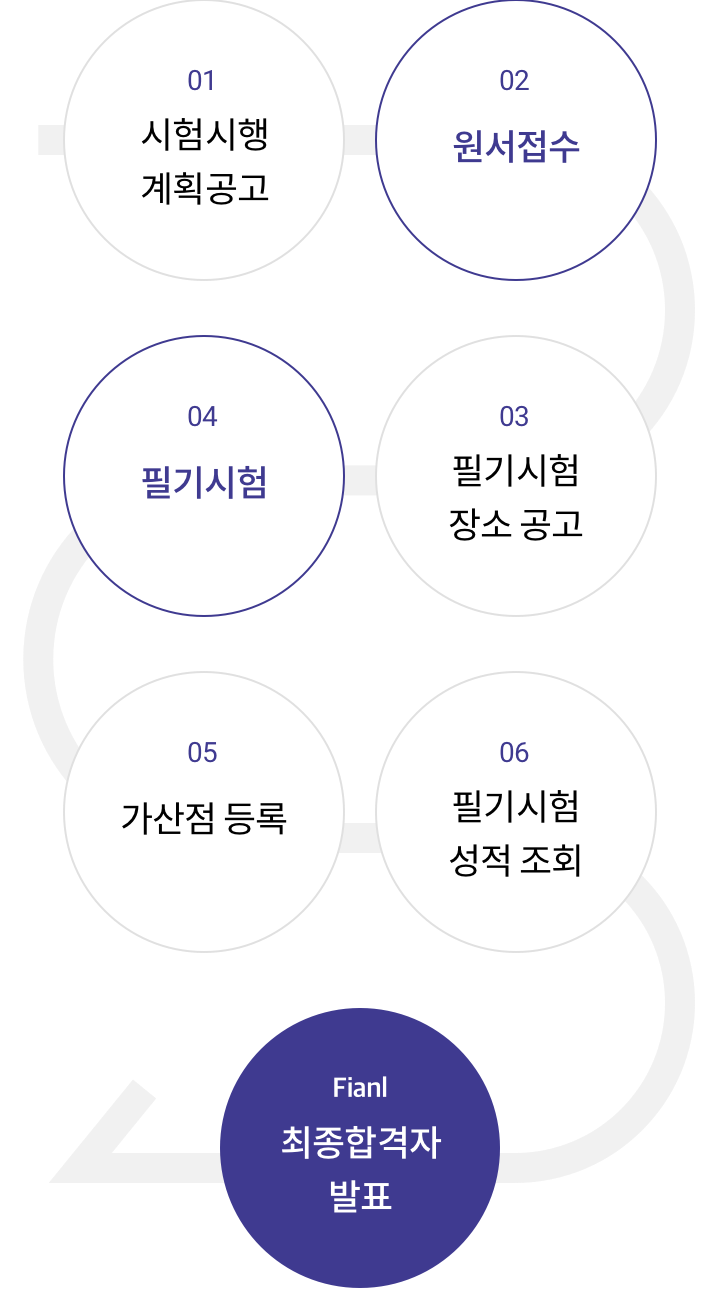 01
시험시행
계획공고
02
원서접수
03
필기시험
장소 공고
04
필기시험
05
가산점 등록
06
필기시험
성적 조회
Fianl
최종합격자
발표